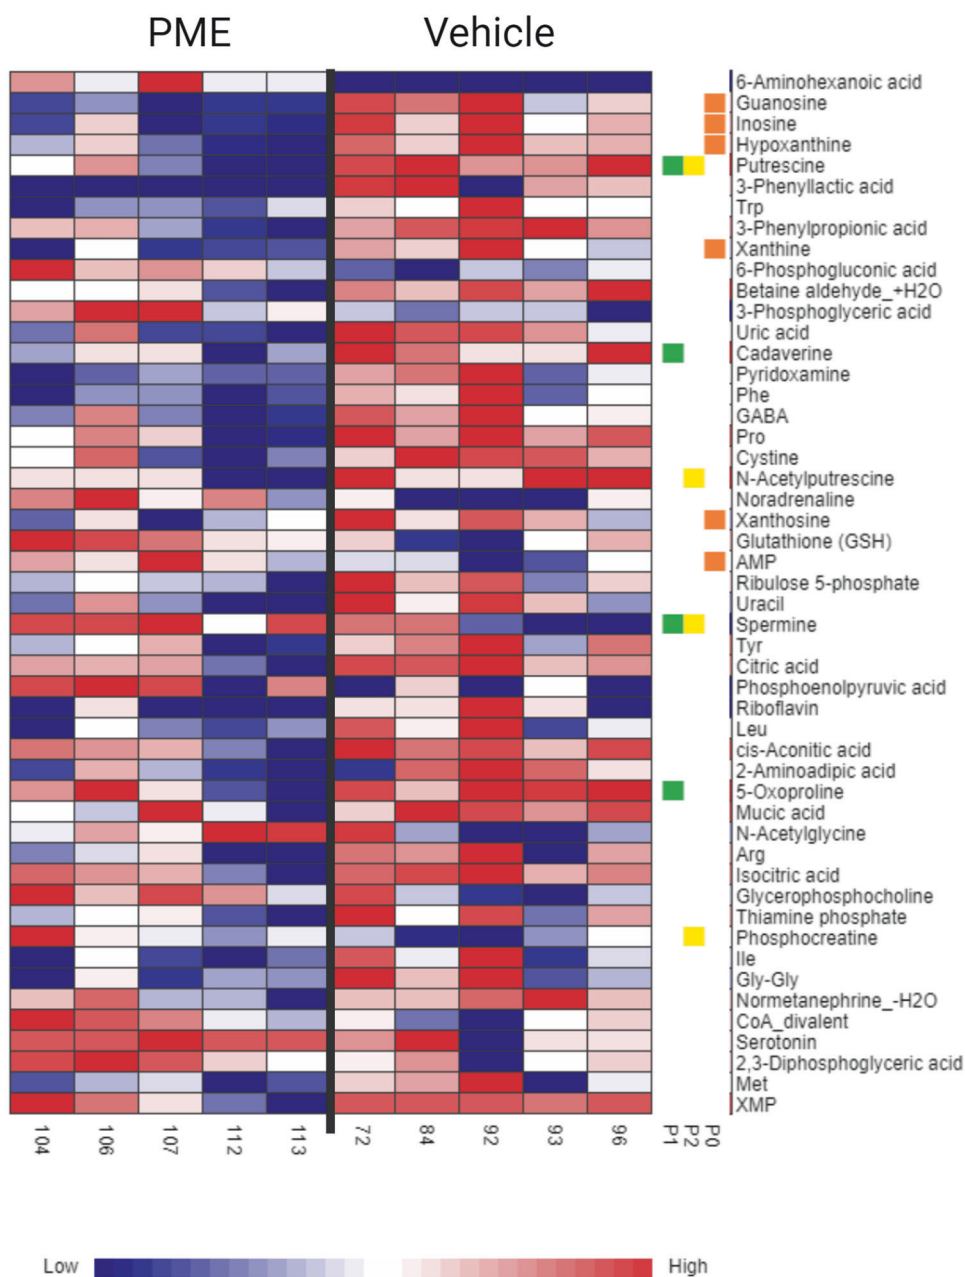 PME Vehicle
6-Aminohexanoic acid
Guanosine
Inosine
Hypoxanthine
Putrescine
3-Phenyllactic acid
Trp
3-Phenylpropionic acid
Xanthine
6-Phosphogluconic acid
Betaine aldehyde_+H2O
3-Phosphoglyceric acid
Uric acid
Cadaverine
Pyridoxamine
Phe
GABA
Pro
Cystine
N-Acetylputrescine
Noradrenaline
Xanthosine
Glutathione (GSH)
AMP
Ribulose 5-phosphate
Uracil
Spermine
Tyr
Citric acid
Phosphoenolpyruvic acid
Riboflavin
Leu
cis-Aconitic acid
2-Aminoadipic acid
5-Oxoproline
Mucic acid
N-Acetylglycine
Arg
Isocitric acid
Glycerophosphocholine
Thiamine phosphate
Phosphocreatine
Ile
Gly-Gly
Normetanephrine_-H2O
CoA_divalent
Serotonin
2,3-Diphosphoglyceric acid
Met
XMP
104 106 107 112 113 72 84 92 93 96 P1 P2 P0
Low High